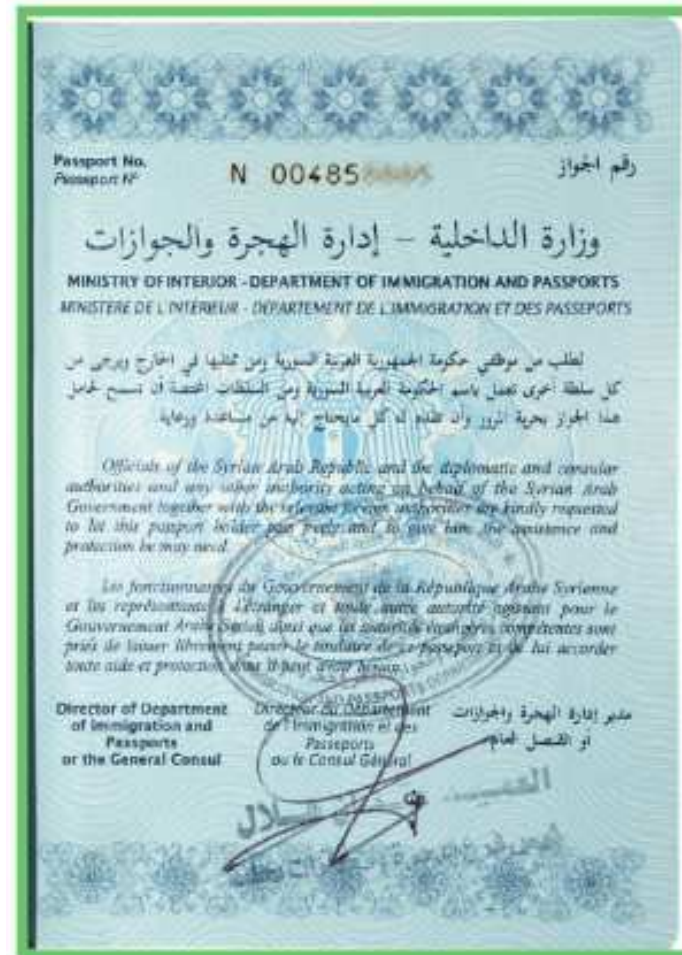 Passport No. رقم الجواز
Passeport Nº N 00485
وزارة الداخلية – إدارة الهجرة والجوازات
MINISTRY OF INTERIOR - DEPARTMENT OF IMMIGRATION AND PASSPORTS
MINISTERE DE L'INTÉRIEUR - DÉPARTEMENT DE L'IMMIGRATION ET DES PASSEPORTS
نطلب من موظفي حكومة الجمهورية العربية السورية ومن ممثليها في الخارج ويرجى من
كل سلطة أخرى تعمل باسم الحكومة العربية السورية ومن السلطات المختصة أن تسمح لحامل
هذا الجواز بحرية المرور وأن تقدم له كل مايحتاج إليه من مساعدة ورعاية
Officials of the Syrian Arab Republic and the diplomatic and consular
authorities and any other authority acting on behalf of the Syrian Arab
Government together with the relevant foreign authorities are kindly requested
to let this passport holder pass freely and to give him the assistance and
protection he may need.
Les fonctionnaires du Gouvernement de la République Arabe Syrienne
et les représentants à l'étranger et toute autre autorité agissant pour le
Gouvernement Arabe Syrien ainsi que les autorités étrangères compétentes sont
priés de laisser librement passer le titulaire de ce passeport et de lui accorder
toute aide et protection dont il peut avoir besoin.
Director of Department
of Immigration and
Passports
or the General Consul
Directeur du Département
de l'Immigration et des
Passeports
ou le Consul Général
مدير إدارة الهجرة والجوازات
أو القنصل العام
PASSPORTS